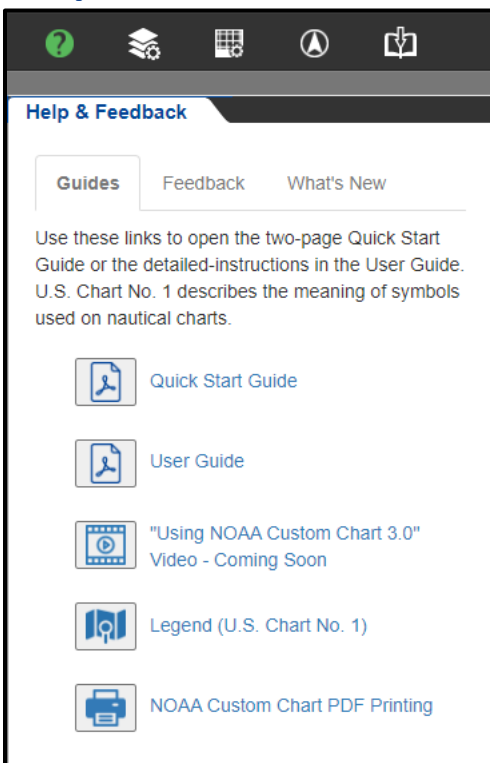 Help & Feedback
Guides Feedback What's New
Use these links to open the two-page Quick Start
Guide or the detailed-instructions in the User Guide.
U.S. Chart No. 1 describes the meaning of symbols
used on nautical charts.
Quick Start Guide
User Guide
"Using NOAA Custom Chart 3.0"
Video - Coming Soon
Legend (U.S. Chart No. 1)
NOAA Custom Chart PDF Printing